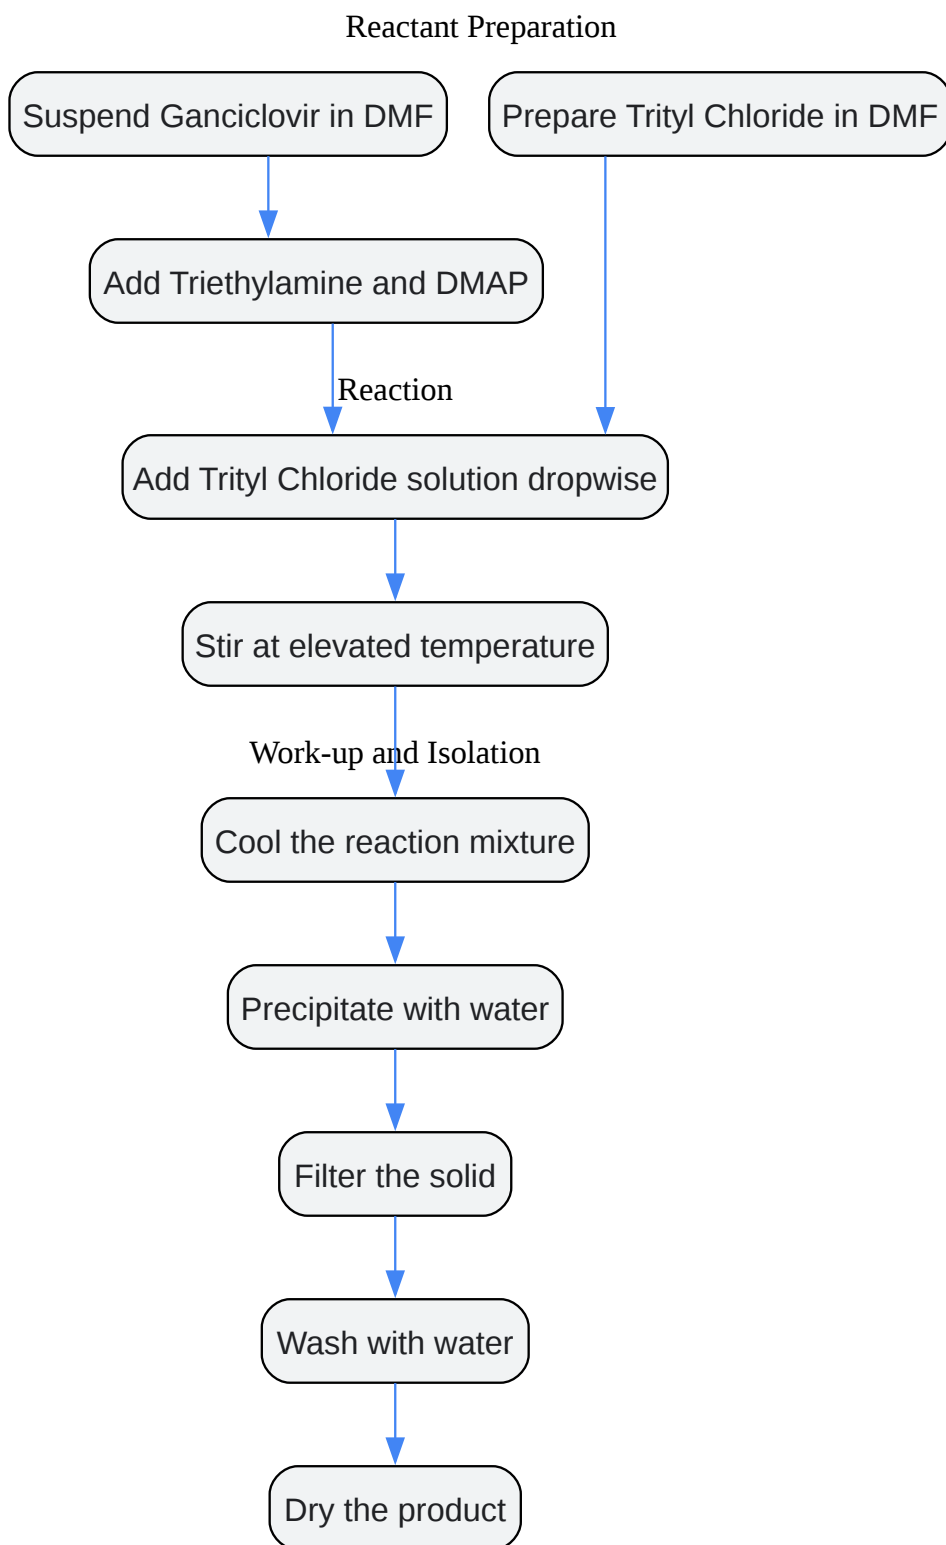 Reactant Preparation
Suspend Ganciclovir in DMF
Prepare Trityl Chloride in DMF
Add Triethylamine and DMAP
Reaction
Add Trityl Chloride solution dropwise
Stir at elevated temperature
Work-up and Isolation
Cool the reaction mixture
Precipitate with water
Filter the solid
Wash with water
Dry the product